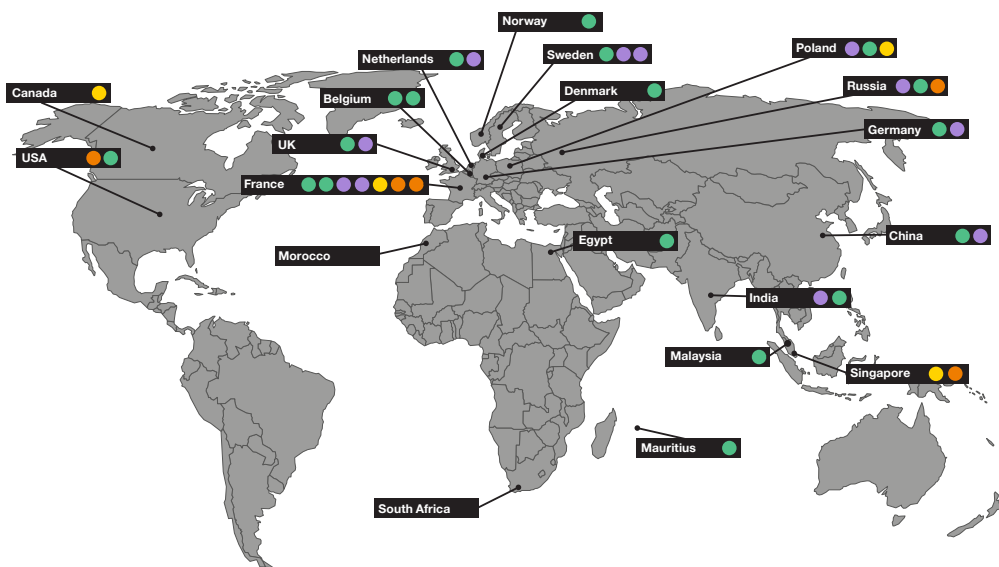 Norway
Netherlands
Sweden
Poland
Canada
Belgium
Denmark
Russia
USA
UK
Germany
France
Morocco
Egypt
China
India
Malaysia
Singapore
Mauritius
South Africa